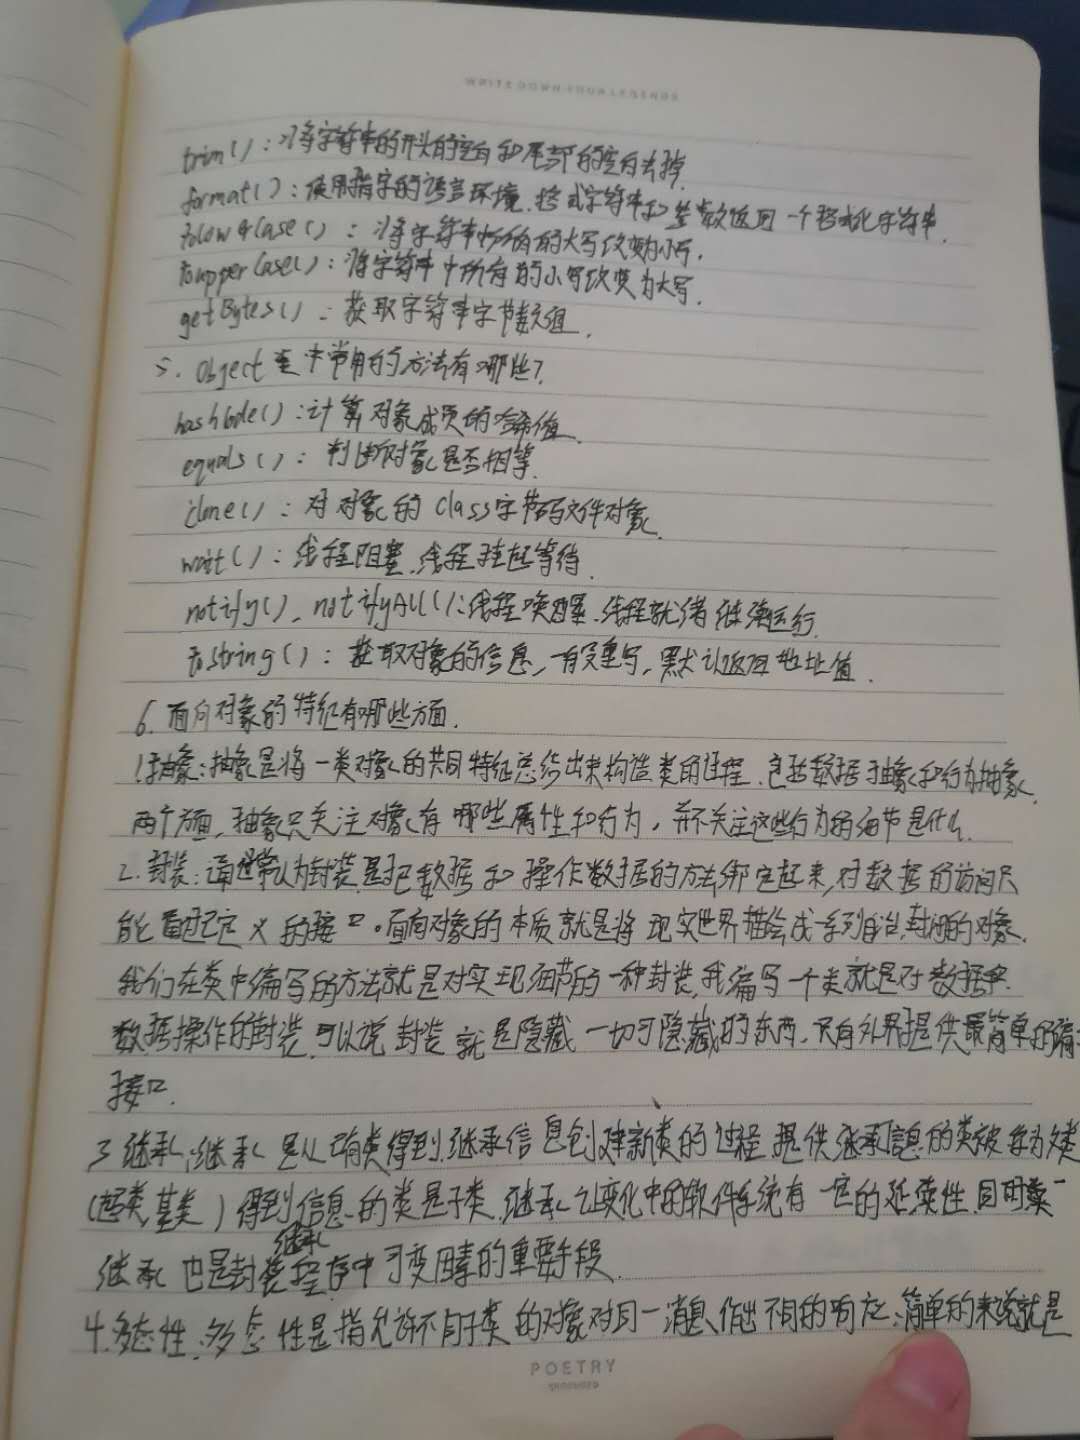 WRITE DOWN YOUR LEGENDS
trim()：将字符串的开头的空白和尾部的空白去掉.
format()：使用指字的语言环境.格式字符串和参数返回一个格式化字符串.
tolowerCase()：将字符串所有的大写改变为小写.
toupperCase()：将字符串中所有的小写改变为大写.
getBytes()：获取字符串字节数组.
5. Object类中常用的方法有哪些?
hashCode()：计算对象成员的哈希值.
equals()：判断对象是否相等.
clone()：对对象的Class字节码文件对象.
wait()：线程阻塞.线程挂起等待.
notify()、notifyAll()：线程唤醒.线程就绪继续运行.
toString()：获取对象的信息,有没重写,默认返回地址值.
6.面向对象的特征有哪些方面.
1.抽象：抽象是将一类对象的共同特征总结出来构造类的过程.包括数据抽象和行为抽象
两个方面,抽象只关注对象有哪些属性和行为,并不关注这些行为的细节是什么.
2.封装：通常认为封装是把数据和操作数据的方法绑定起来,对数据的访问只
能通过定义的接口。面向对象的本质就是将现实世界描绘成一系列自治,封闭的对象.
我们在类中编写的方法就是对实现细节的一种封装,我编写一个类就是对数据
数据操作的封装.可以说封装就是隐藏一切可隐藏的东西.只向外界提供最简单的编
接口.
3.继承：继承是从已有类得到继承信息创建新类的过程.提供继承信息的类被称为父类
(超类,基类)得到信息的类是子类.继承让变化中的软件系统有一定的延续性.同时
继承
继承也是封装程序中可变因素的重要手段.
4.多态性.多态性是指允许不同子类的对象对同一消息作出不同的响应：简单的来说就是
POETRY